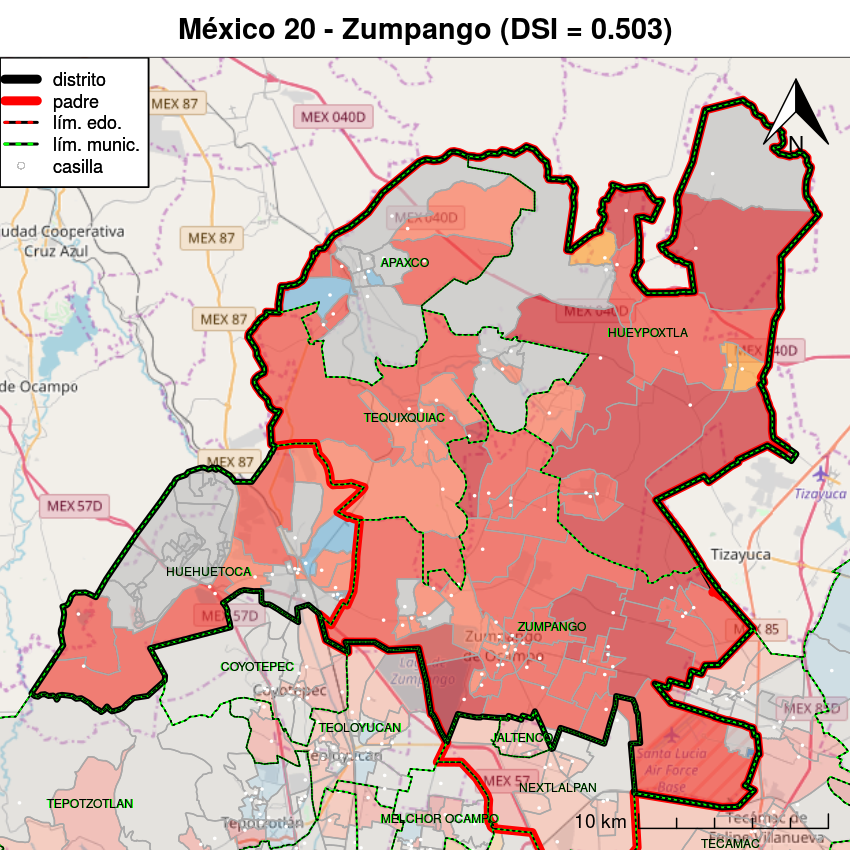 México 20 - Zumpango (DSI = 0.503)
distrito
padre
lím. edo.
lím. munic.
casilla
MEX 87
MEX 040D
N
udad Cooperativa
Cruz Azul
MEX 87
MEX 040D
APAXCO
MEX 87
MEX 040D
HUEYPOXTLA
MEX 040D
de Ocampo
TEQUIXQUIAC
MEX 87
MEX 57D
Tizayuca
Tizayuca
HUEHUETOCA
MEX 57D
ZUMPANGO
Zumpango
de Ocampo
MEX 85
COYOTEPEC
Coyotepec
Lago de
Zumpango
MEX 85D
TEOLOYUCAN
Teoloyucan
JALTENCO
Santa Lucia
Air Force
Base
MEX 57
NEXTLALPAN
TEPOTZOTLAN
Tepotzotlán
MELCHOR OCAMPO
10 km
Tecámac de
Felipe Villanueva
TECAMAC